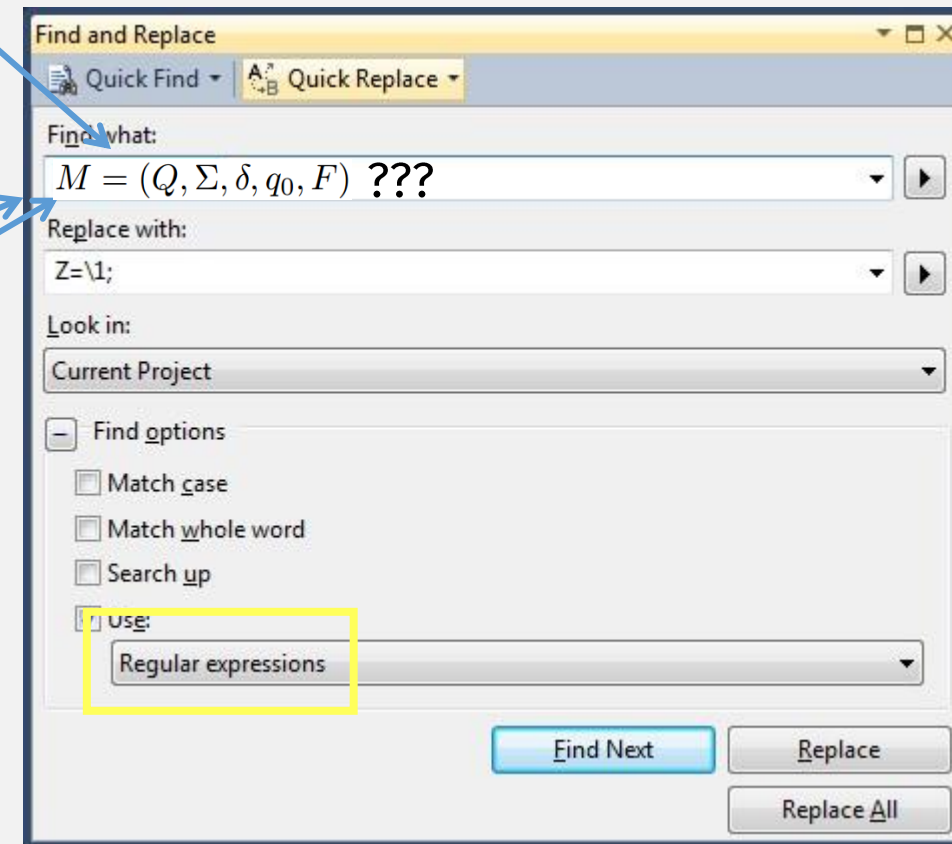 Find and Replace
Quick Find Quick Replace
Find what:
M = (Q, Σ, δ, q₀, F) ???
Replace with:
Z=\1;
Look in:
Current Project
Find options
Match case
Match whole word
Search up
Use:
Regular expressions
Find Next Replace
Replace All